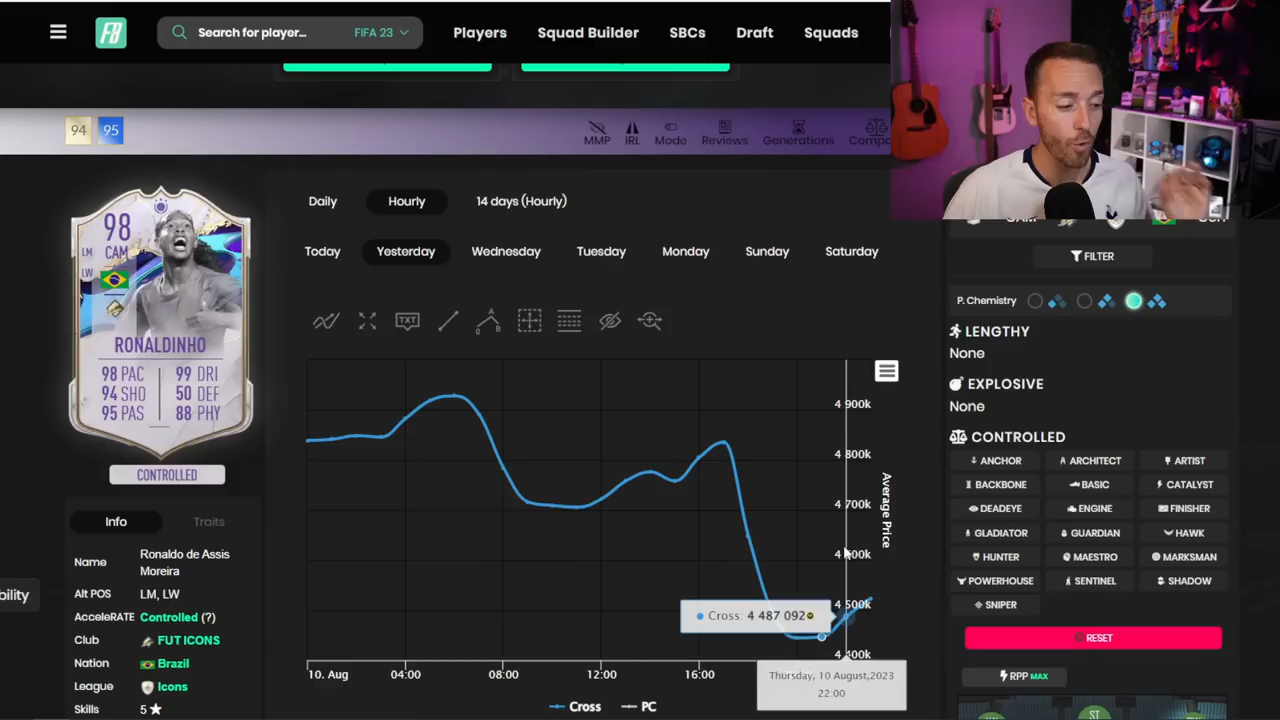 FB
Search for player...
FIFA 23
Players
Squad Builder
SBCs
Draft
Squads
94
95
MMP
IRL
Mode
Reviews
Generations
98
CAM
LM
LW
RONALDINHO
98 PAC
94 SHO
95 PAS
99 DRI
50 DEF
88 PHY
CONTROLLED
Info
Traits
Name
Ronaldo de Assis
Moreira
Alt POS
LM, LW
AcceleRATE
Controlled (?)
Club
FUT ICONS
Nation
Brazil
League
Icons
Skills
5 ★
bility
Daily
Hourly
14 days (Hourly)
Today
Yesterday
Wednesday
Tuesday
Monday
Sunday
Saturday
TXT
4 900k
4 800k
4 700k
4 500k
4 400k
Average Price
Cross: 4 487 092
10. Aug
04:00
08:00
12:00
16:00
Thursday, 10 August,2023
22:00
Cross
PC
FILTER
P. Chemistry
LENGTHY
None
EXPLOSIVE
None
CONTROLLED
ANCHOR
ARCHITECT
ARTIST
BACKBONE
BASIC
CATALYST
DEADEYE
ENGINE
FINISHER
GLADIATOR
GUARDIAN
HAWK
HUNTER
MAESTRO
MARKSMAN
POWERHOUSE
SENTINEL
SHADOW
SNIPER
RESET
RPP MAX
ST